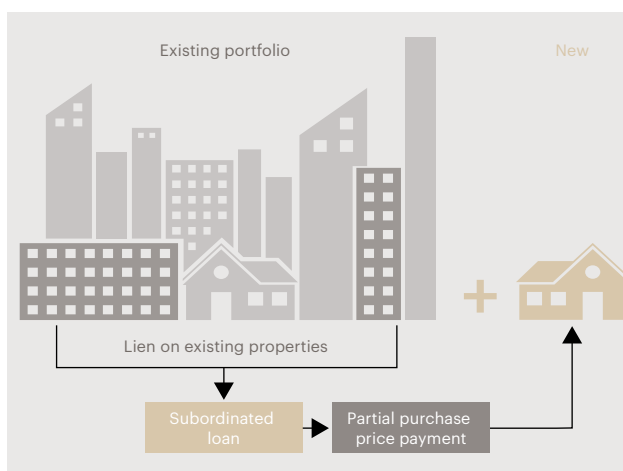 Existing portfolio
New
Lien on existing properties
Subordinated
loan
Partial purchase
price payment